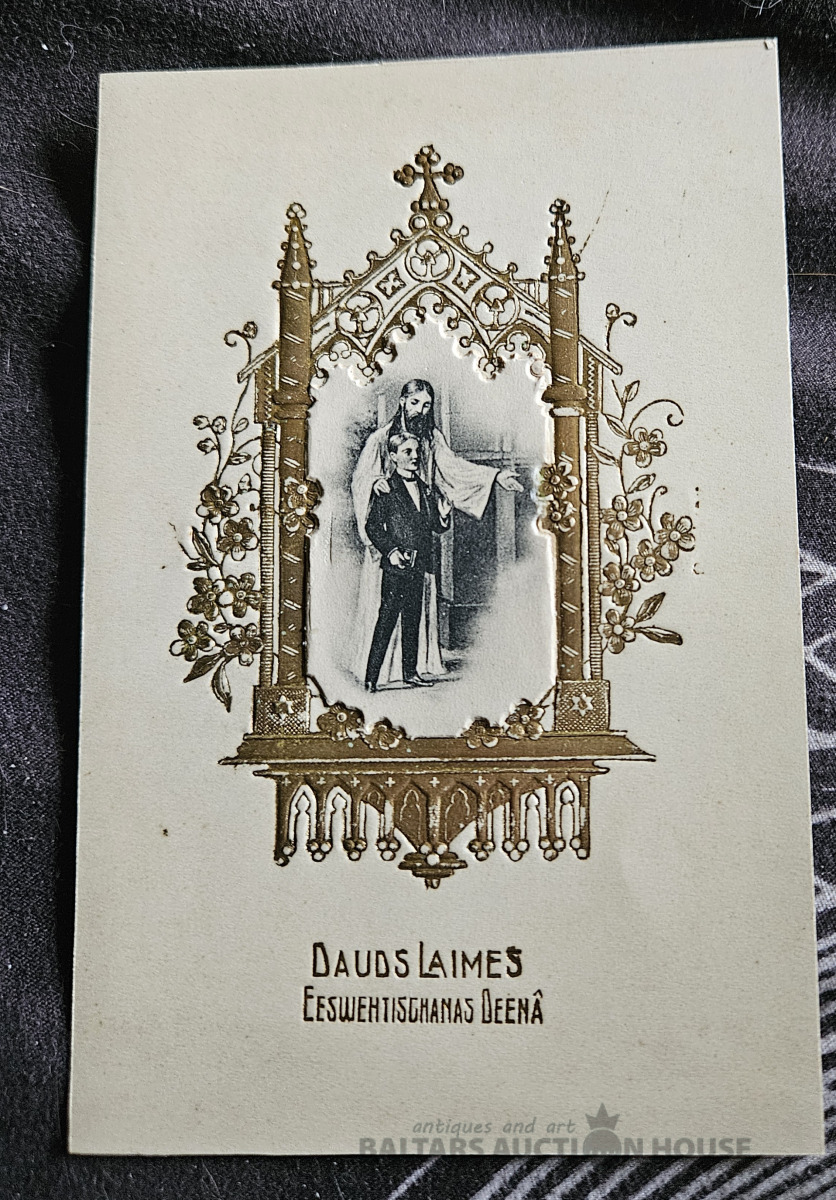 DAUDS LAIMES
EESWEHTISCHANAS DEENÂ
antiques and art
BALTARS AUCTION HOUSE